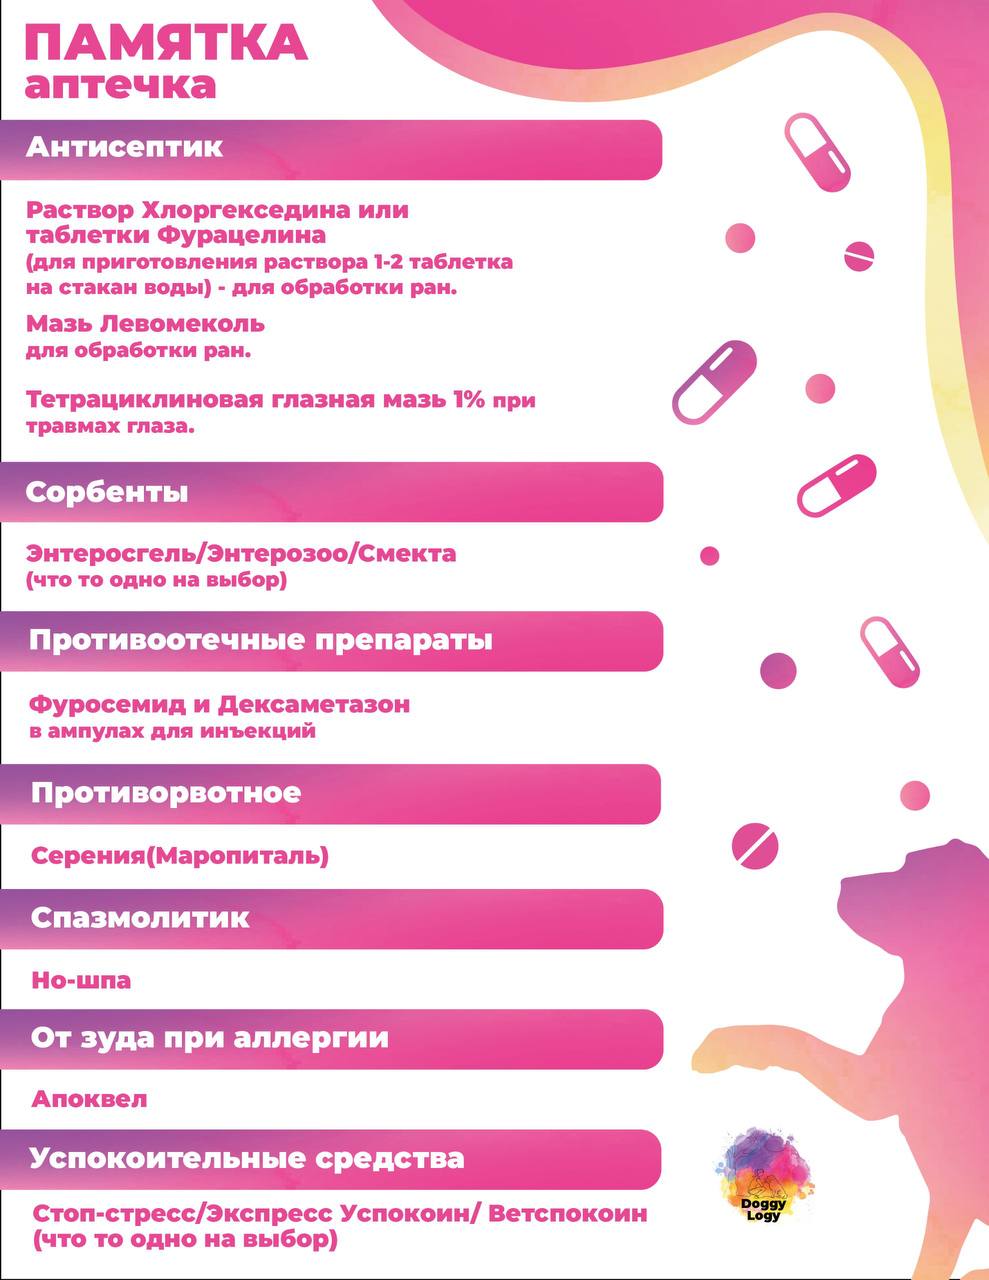 ПАМЯТКА
аптечка
Антисептик
Раствор Хлоргекседина или
таблетки Фурацелина
(для приготовления раствора 1-2 таблетка
на стакан воды) - для обработки ран.
Мазь Левомеколь
для обработки ран.
Тетрациклиновая глазная мазь 1% при
травмах глаза.
Сорбенты
Энтеросгель/Энтерозоо/Смекта
(что то одно на выбор)
Противоотечные препараты
Фуросемид и Дексаметазон
в ампулах для инъекций
Противорвотное
Серения(Маропиталь)
Спазмолитик
Но-шпа
От зуда при аллергии
Апоквел
Успокоительные средства
Стоп-стресс/Экспресс Успокоин/ Ветспокоин
(что то одно на выбор)
Doggy
Logy